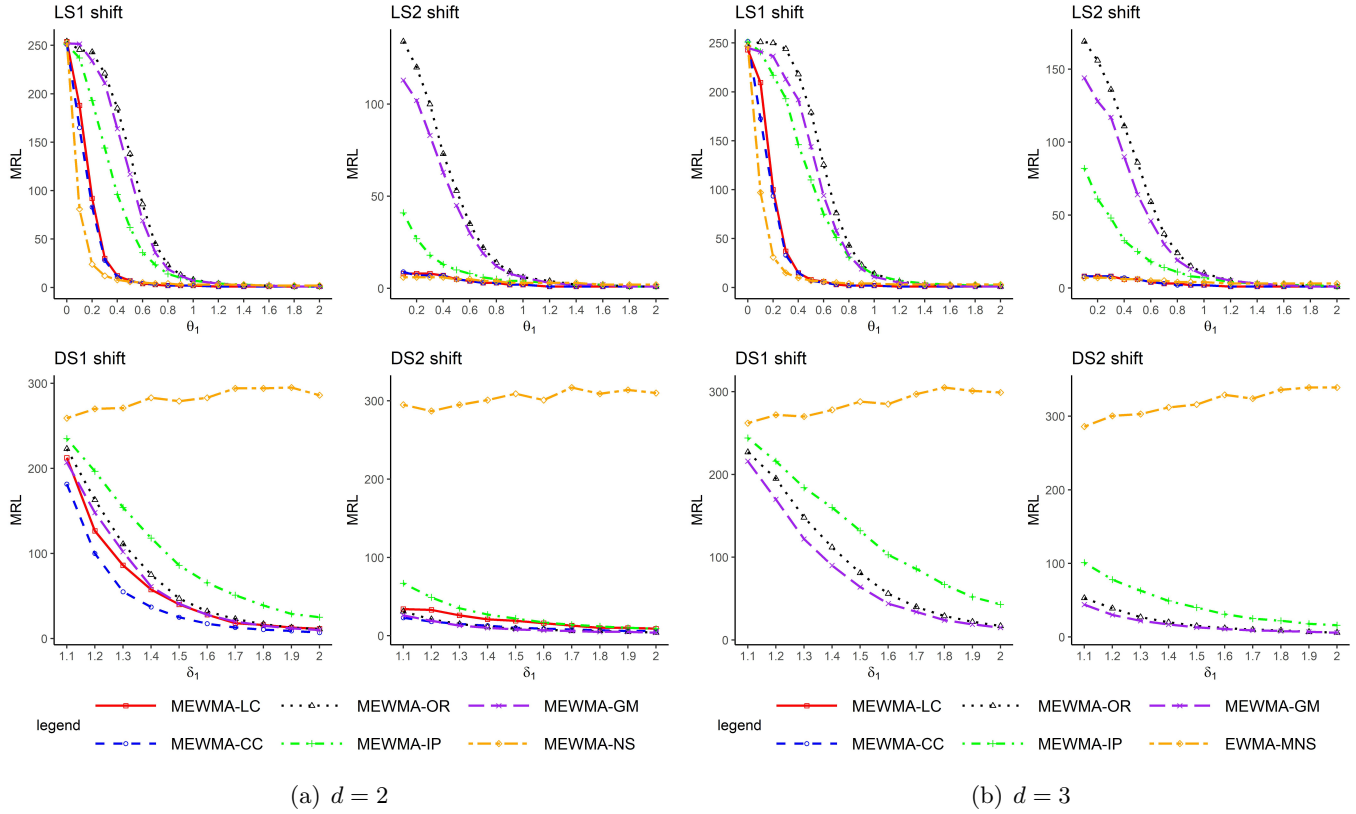 LS1 shift
LS2 shift
LS1 shift
LS2 shift
MRL
250
200
150
100
50
0
0 0.2 0.4 0.6 0.8 1 1.2 1.4 1.6 1.8 2
θ1
MRL
100
50
0
0.2 0.4 0.6 0.8 1 1.2 1.4 1.6 1.8 2
θ1
MRL
250
200
150
100
50
0
0 0.2 0.4 0.6 0.8 1 1.2 1.4 1.6 1.8 2
θ1
MRL
150
100
50
0
0.2 0.4 0.6 0.8 1 1.2 1.4 1.6 1.8 2
θ1
DS1 shift
DS2 shift
DS1 shift
DS2 shift
MRL
300
200
100
0
1.1 1.2 1.3 1.4 1.5 1.6 1.7 1.8 1.9 2
δ1
MRL
300
200
100
0
1.1 1.2 1.3 1.4 1.5 1.6 1.7 1.8 1.9 2
δ1
MRL
300
200
100
0
1.1 1.2 1.3 1.4 1.5 1.6 1.7 1.8 1.9 2
δ1
MRL
300
200
100
0
1.1 1.2 1.3 1.4 1.5 1.6 1.7 1.8 1.9 2
δ1
legend
MEWMA-LC MEWMA-OR MEWMA-GM
MEWMA-CC MEWMA-IP MEWMA-NS
legend
MEWMA-LC MEWMA-OR MEWMA-GM
MEWMA-CC MEWMA-IP EWMA-MNS
(a) d = 2
(b) d = 3